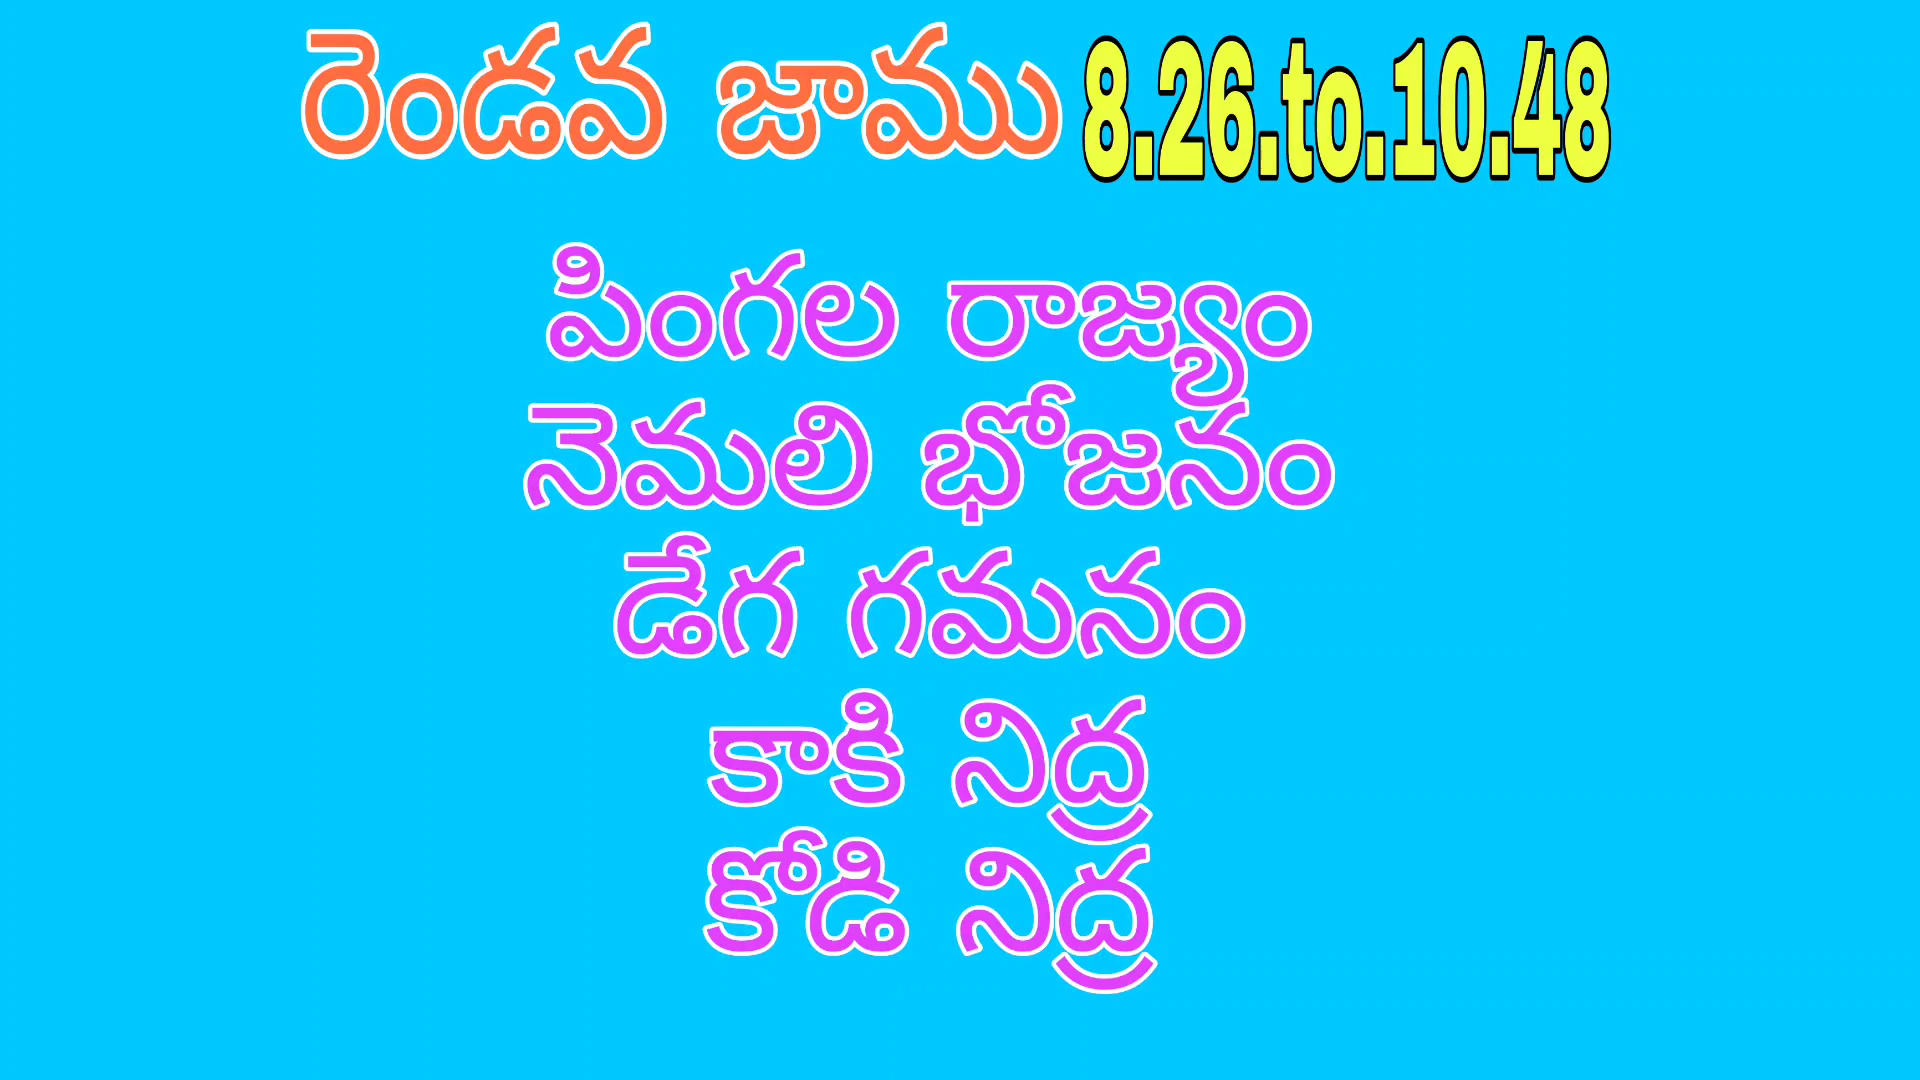 రెండవ జాము 8.26.to.10.48
పింగల రాజ్యం
నెమలి భోజనం
డేగ గమనం
కాకి నిద్ర
కోడి నిద్ర